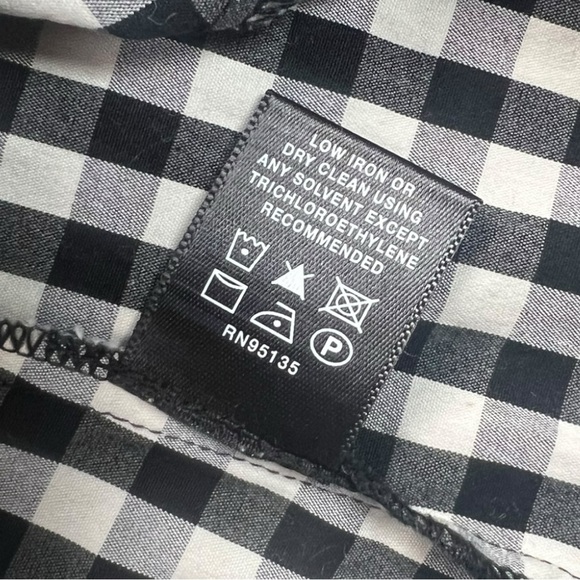 LOW IRON OR
DRY CLEAN USING
ANY SOLVENT EXCEPT
TRICHLOROETHYLENE
RECOMMENDED
P
RN95135